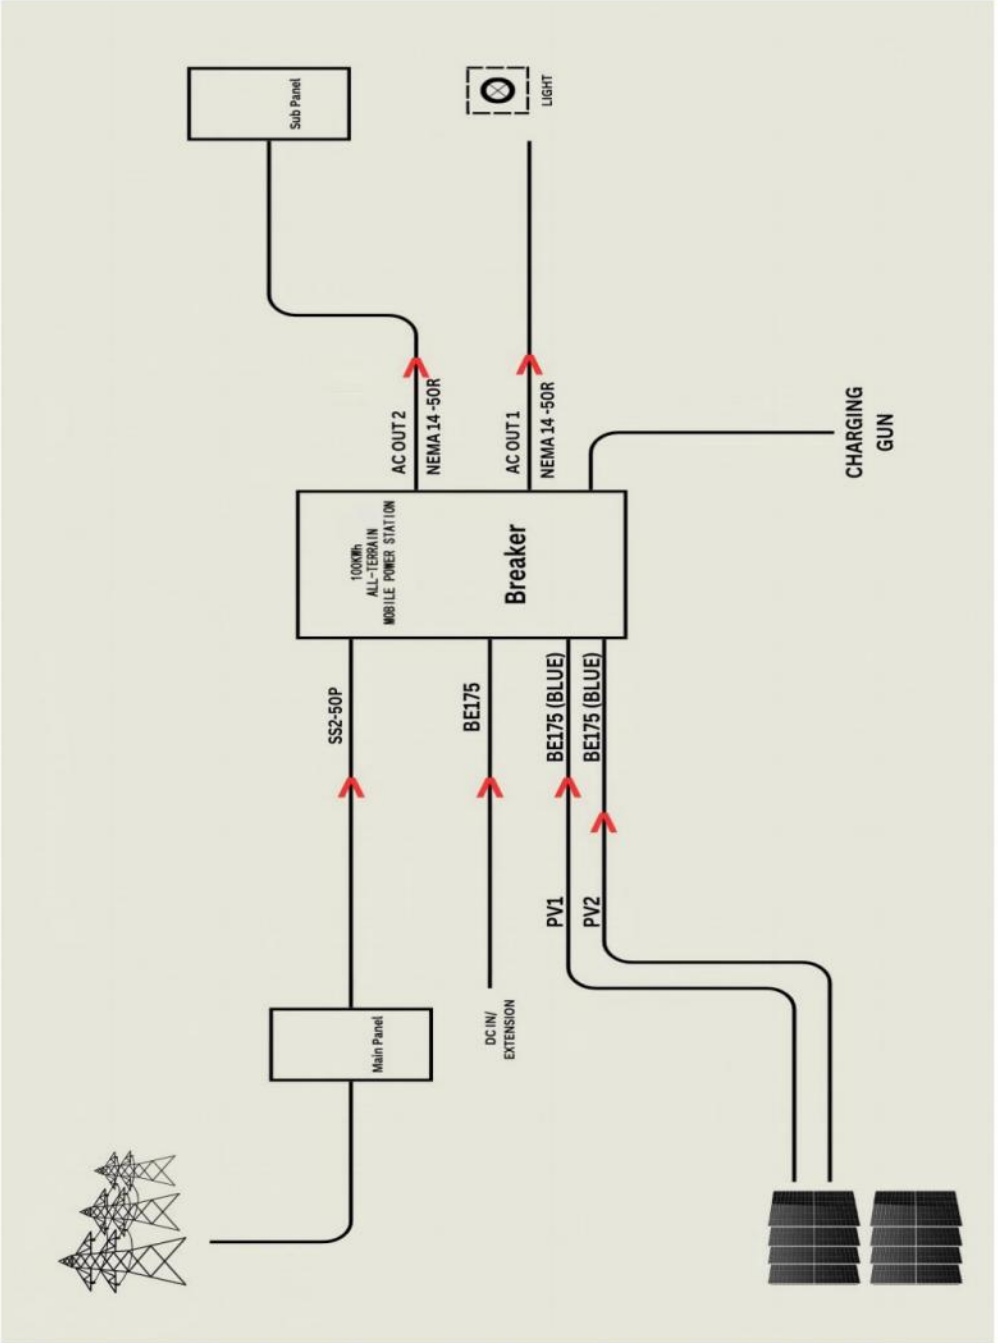 Sub Panel
LIGHT
AC OUT 2
NEMA 14 -50R
AC OUT 1
NEMA 14 -50R
CHARGING
GUN
100KWh
ALL-TERRAIN
MOBILE POWER STATION
Breaker
SS2-50P
BE175
BE175 (BLUE)
BE175 (BLUE)
PV1
PV2
Main Panel
DC IN/
EXTENSION